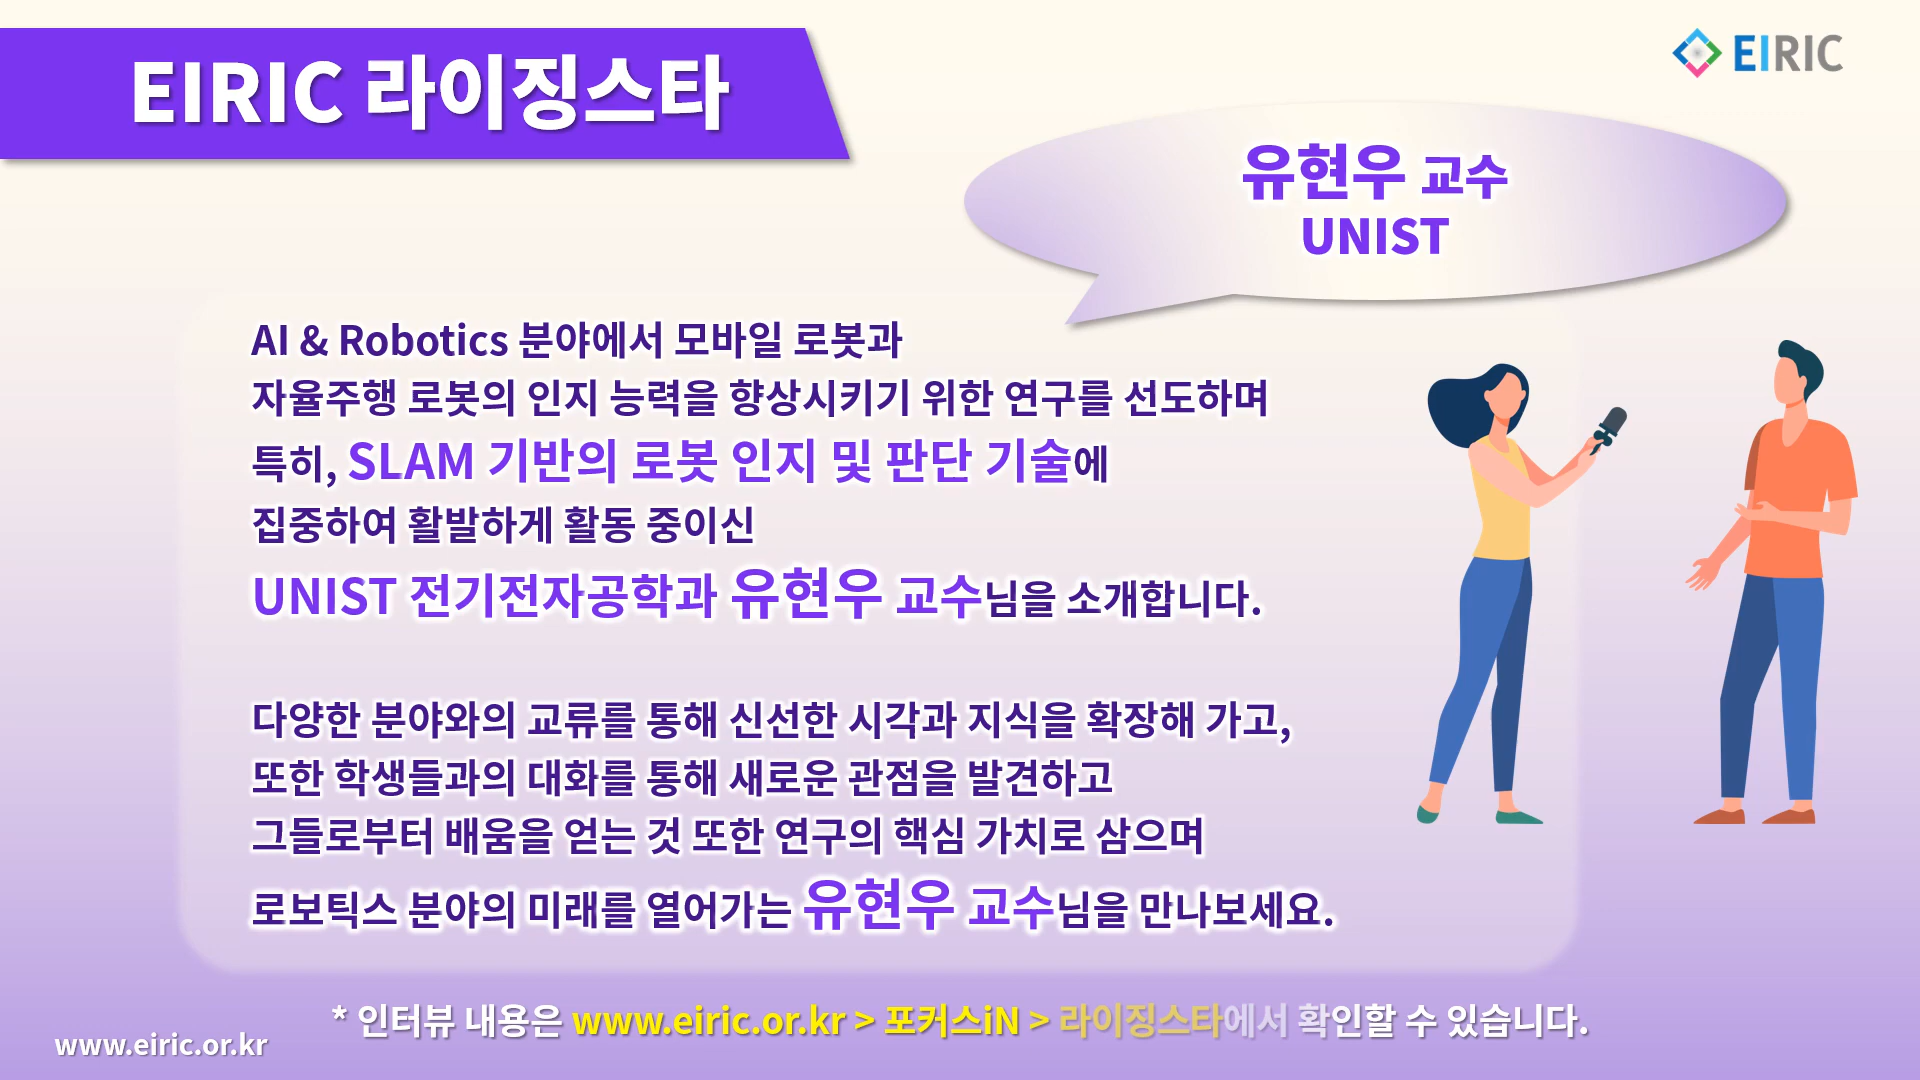 EIRIC 라이징스타
EIRIC
유현우 교수
UNIST
AI & Robotics 분야에서 모바일 로봇과
자율주행 로봇의 인지 능력을 향상시키기 위한 연구를 선도하며
특히, SLAM 기반의 로봇 인지 및 판단 기술에
집중하여 활발하게 활동 중이신
UNIST 전기전자공학과 유현우 교수님을 소개합니다.
다양한 분야와의 교류를 통해 신선한 시각과 지식을 확장해 가고,
또한 학생들과의 대화를 통해 새로운 관점을 발견하고
그들로부터 배움을 얻는 것 또한 연구의 핵심 가치로 삼으며
로보틱스 분야의 미래를 열어가는 유현우 교수님을 만나보세요.
* 인터뷰 내용은 www.eiric.or.kr > 포커스iN > 라이징스타에서 확인할 수 있습니다.
www.eiric.or.kr